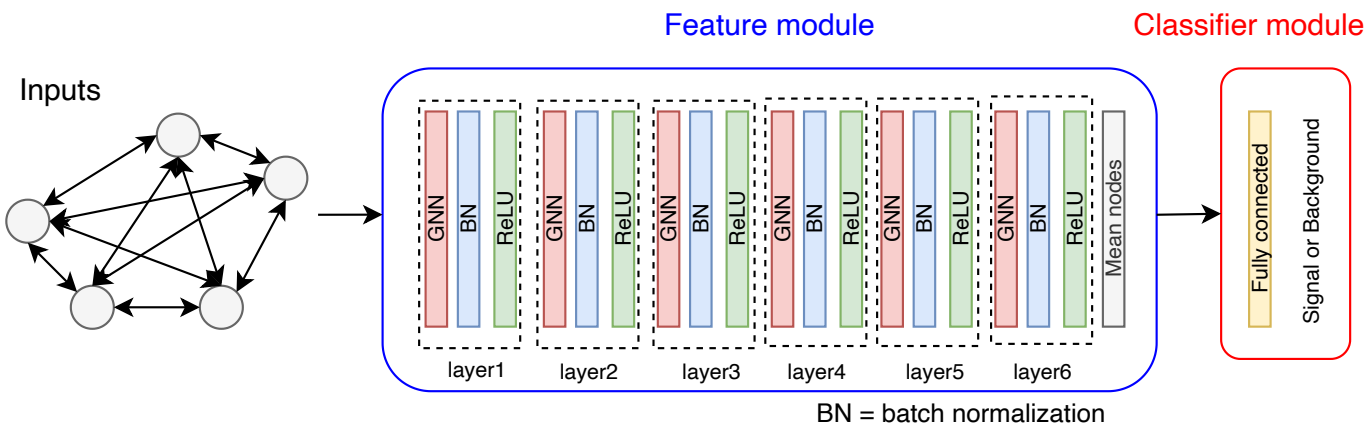 Feature module
Classifier module
Inputs
GNN
BN
ReLU
GNN
BN
ReLU
GNN
BN
ReLU
GNN
BN
ReLU
GNN
BN
ReLU
GNN
BN
ReLU
Mean nodes
Fully connected
Signal or Background
layer1
layer2
layer3
layer4
layer5
layer6
BN = batch normalization